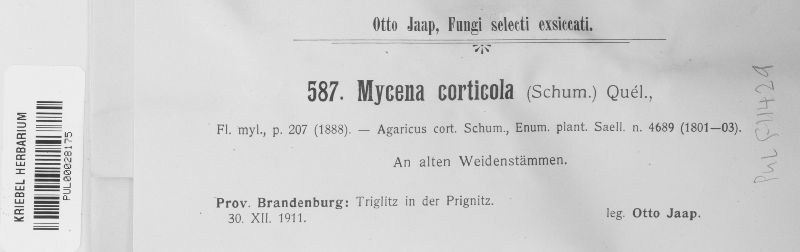 Otto Jaap, Fungi selecti exsiccati.
587. Mycena corticola (Schum.) Quél.,
Fl. myl., p. 207 (1888). — Agaricus cort. Schum., Enum. plant. Saell. n. 4689 (1801—03).
An alten Weidenstämmen.
Prov. Brandenburg: Triglitz in der Prignitz.
30. XII. 1911.
leg. Otto Jaap.
KRIEBEL HERBARIUM
PUL00028175
PUL F11429